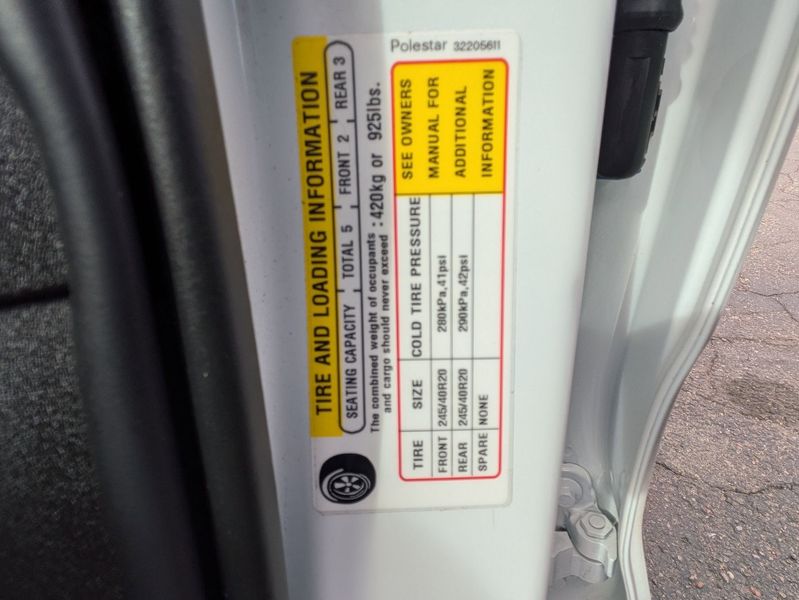 Polestar 32205611
TIRE AND LOADING INFORMATION
SEATING CAPACITY TOTAL 5 FRONT 2 REAR 3
The combined weight of occupants
and cargo should never exceed : 420kg or 925lbs.
TIRE SIZE COLD TIRE PRESSURE
FRONT 245/40R20 280kPa,41psi
REAR 245/40R20 290kPa,42psi
SPARE NONE
SEE OWNERS
MANUAL FOR
ADDITIONAL
INFORMATION